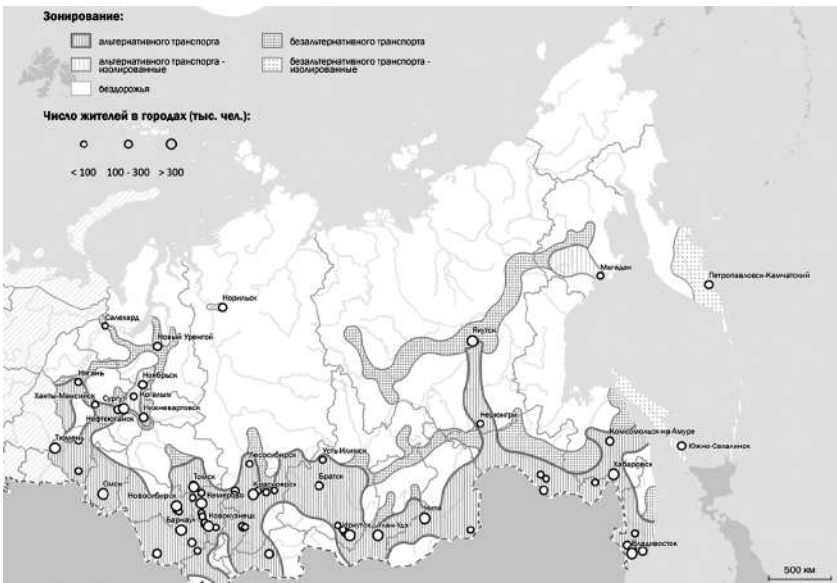 Зонирование:
альтернативного транспорта
безальтернативного транспорта
альтернативного транспорта -
изолированные
безальтернативного транспорта -
изолированные
бездорожья
Число жителей в городах (тыс. чел.):
< 100
100 - 300
> 300
Магадан
Петропавловск-Камчатский
Норильск
Салехард
Якутск
Новый Уренгой
Нягань
Ноябрьск
Ханты-Мансийск
Сургут
Когалым
Нефтеюганск
Нижневартовск
Нерюнгри
Комсомольск-на-Амуре
Тюмень
Южно-Сахалинск
Лесосибирск
Усть-Илимск
Хабаровск
Омск
Томск
Красноярск
Братск
Новосибирск
Кемерово
Чита
Барнаул
Новокузнецк
Иркутск
Улан-Удэ
Владивосток
500 км